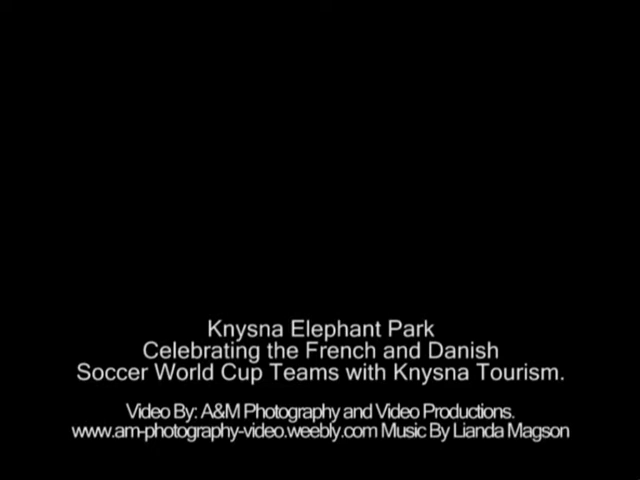 Knysna Elephant Park
Celebrating the French and Danish
Soccer World Cup Teams with Knysna Tourism.
Video By: A&M Photography and Video Productions.
www.am-photography-video.weebly.com Music By Lianda Magson